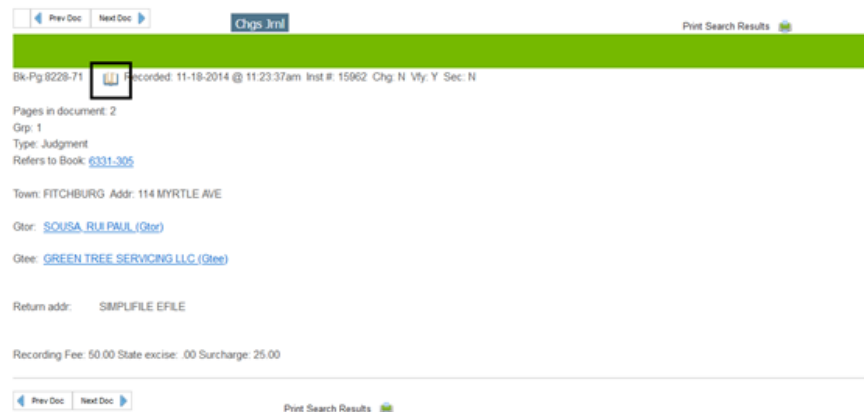 Prev Doc Next Doc Chgs Jrnl Print Search Results
Bk-Pg:8228-71 Recorded: 11-18-2014 @ 11:23:37am Inst #: 15962 Chg: N Vfy: Y Sec: N
Pages in document: 2
Grp: 1
Type: Judgment
Refers to Book: 6331-305
Town: FITCHBURG Addr: 114 MYRTLE AVE
Gtor: SOUSA, RUI PAUL (Gtor)
Gtee: GREEN TREE SERVICING LLC (Gtee)
Return addr: SIMPLIFILE EFILE
Recording Fee: 50.00 State excise: .00 Surcharge: 25.00
Prev Doc Next Doc Print Search Results